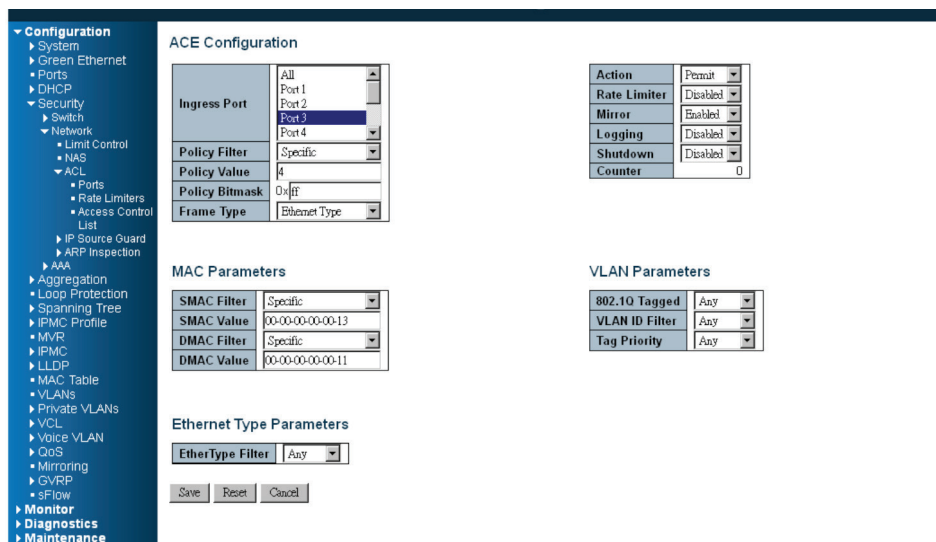 Configuration
System
Green Ethernet
Ports
DHCP
Security
Switch
Network
Limit Control
NAS
ACL
Ports
Rate Limiters
Access Control
List
IP Source Guard
ARP Inspection
AAA
Aggregation
Loop Protection
Spanning Tree
IPMC Profile
MVR
IPMC
LLDP
MAC Table
VLANs
Private VLANs
VCL
Voice VLAN
QoS
Mirroring
GVRP
sFlow
Monitor
Diagnostics
Maintenance
ACE Configuration
Ingress Port
All
Port 1
Port 2
Port 3
Port 4
Policy Filter Specific
Policy Value 4
Policy Bitmask 0xff
Frame Type Ethernet Type
Action Permit
Rate Limiter Disabled
Mirror Enabled
Logging Disabled
Shutdown Disabled
Counter 0
MAC Parameters
SMAC Filter Specific
SMAC Value 00-00-00-00-00-13
DMAC Filter Specific
DMAC Value 00-00-00-00-00-11
VLAN Parameters
802.1Q Tagged Any
VLAN ID Filter Any
Tag Priority Any
Ethernet Type Parameters
EtherType Filter Any
Save Reset Cancel